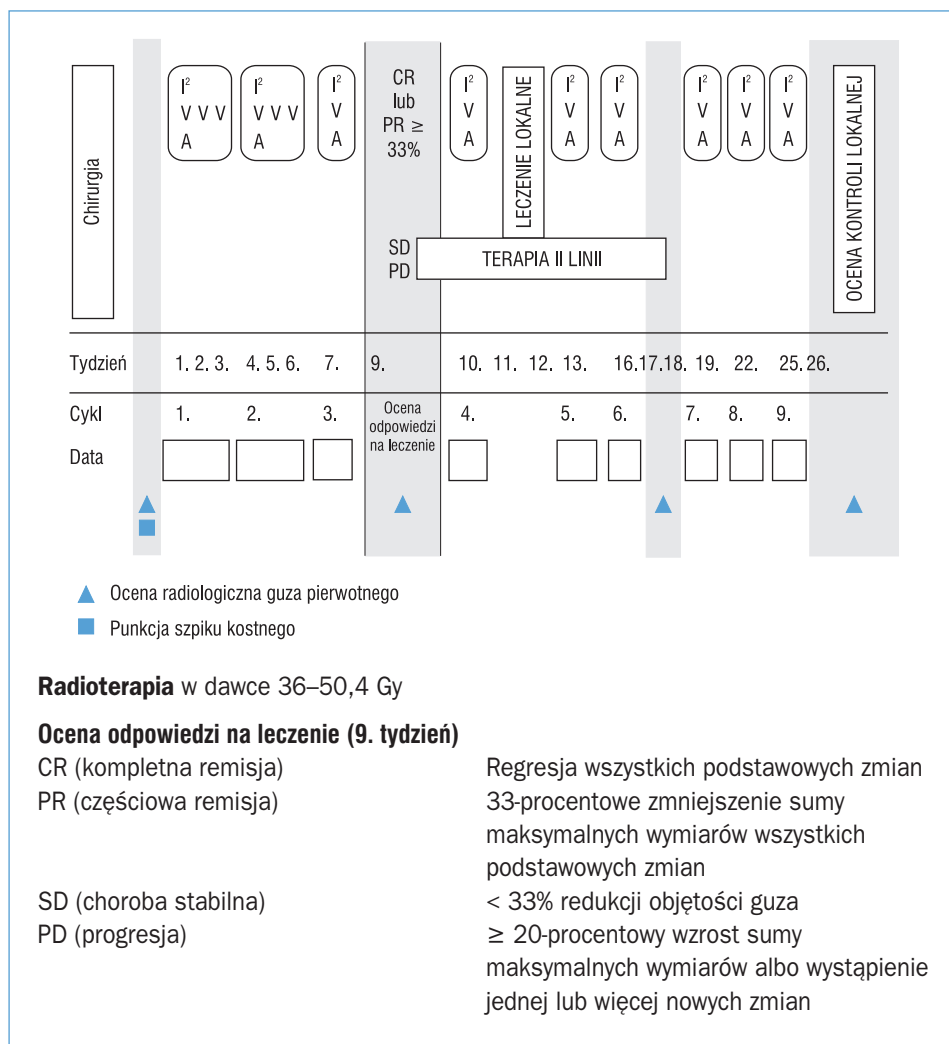 Chirurgia
I² I² I² CR I² I² I² I² I² I²
V V V V V V V lub V V V V V V
A A A PR ≥ A A A A A A
33%
LECZENIE LOKALNE
OCENA KONTROLI LOKALNEJ
SD
PD
TERAPIA II LINII
Tydzień 1. 2. 3. 4. 5. 6. 7. 9. 10. 11. 12. 13. 16.17.18. 19. 22. 25. 26.
Cykl 1. 2. 3. Ocena 4. 5. 6. 7. 8. 9.
odpowiedzi
na leczenie
Data
Ocena radiologiczna guza pierwotnego
Punkcja szpiku kostnego
Radioterapia w dawce 36–50,4 Gy
Ocena odpowiedzi na leczenie (9. tydzień)
CR (kompletna remisja) Regresja wszystkich podstawowych zmian
PR (częściowa remisja) 33-procentowe zmniejszenie sumy
maksymalnych wymiarów wszystkich
podstawowych zmian
SD (choroba stabilna) < 33% redukcji objętości guza
PD (progresja) ≥ 20-procentowy wzrost sumy
maksymalnych wymiarów albo wystąpienie
jednej lub więcej nowych zmian